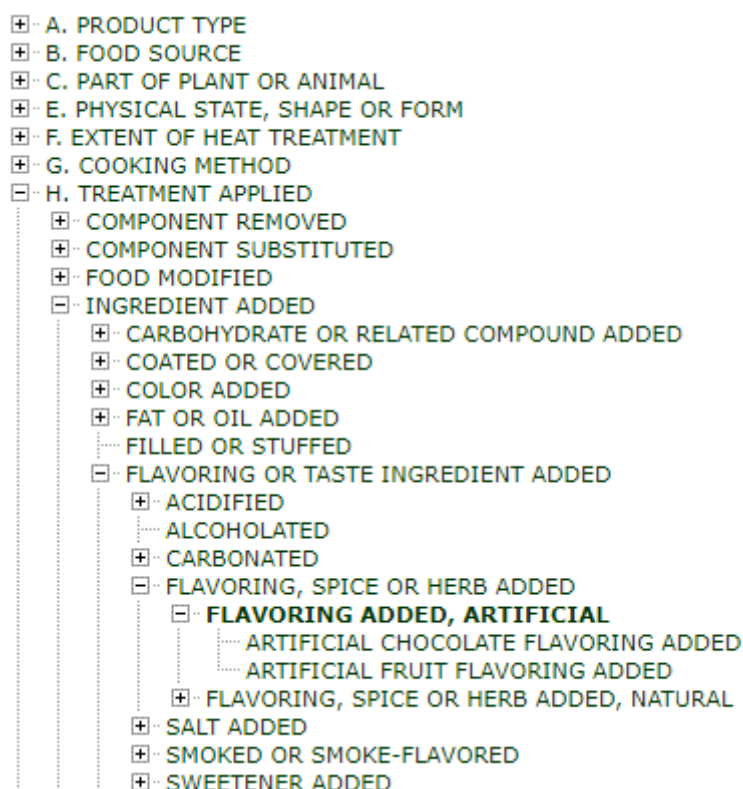 A. PRODUCT TYPE
B. FOOD SOURCE
C. PART OF PLANT OR ANIMAL
E. PHYSICAL STATE, SHAPE OR FORM
F. EXTENT OF HEAT TREATMENT
G. COOKING METHOD
H. TREATMENT APPLIED
COMPONENT REMOVED
COMPONENT SUBSTITUTED
FOOD MODIFIED
INGREDIENT ADDED
CARBOHYDRATE OR RELATED COMPOUND ADDED
COATED OR COVERED
COLOR ADDED
FAT OR OIL ADDED
FILLED OR STUFFED
FLAVORING OR TASTE INGREDIENT ADDED
ACIDIFIED
ALCOHOLATED
CARBONATED
FLAVORING, SPICE OR HERB ADDED
FLAVORING ADDED, ARTIFICIAL
ARTIFICIAL CHOCOLATE FLAVORING ADDED
ARTIFICIAL FRUIT FLAVORING ADDED
FLAVORING, SPICE OR HERB ADDED, NATURAL
SALT ADDED
SMOKED OR SMOKE-FLAVORED
SWEETENER ADDED